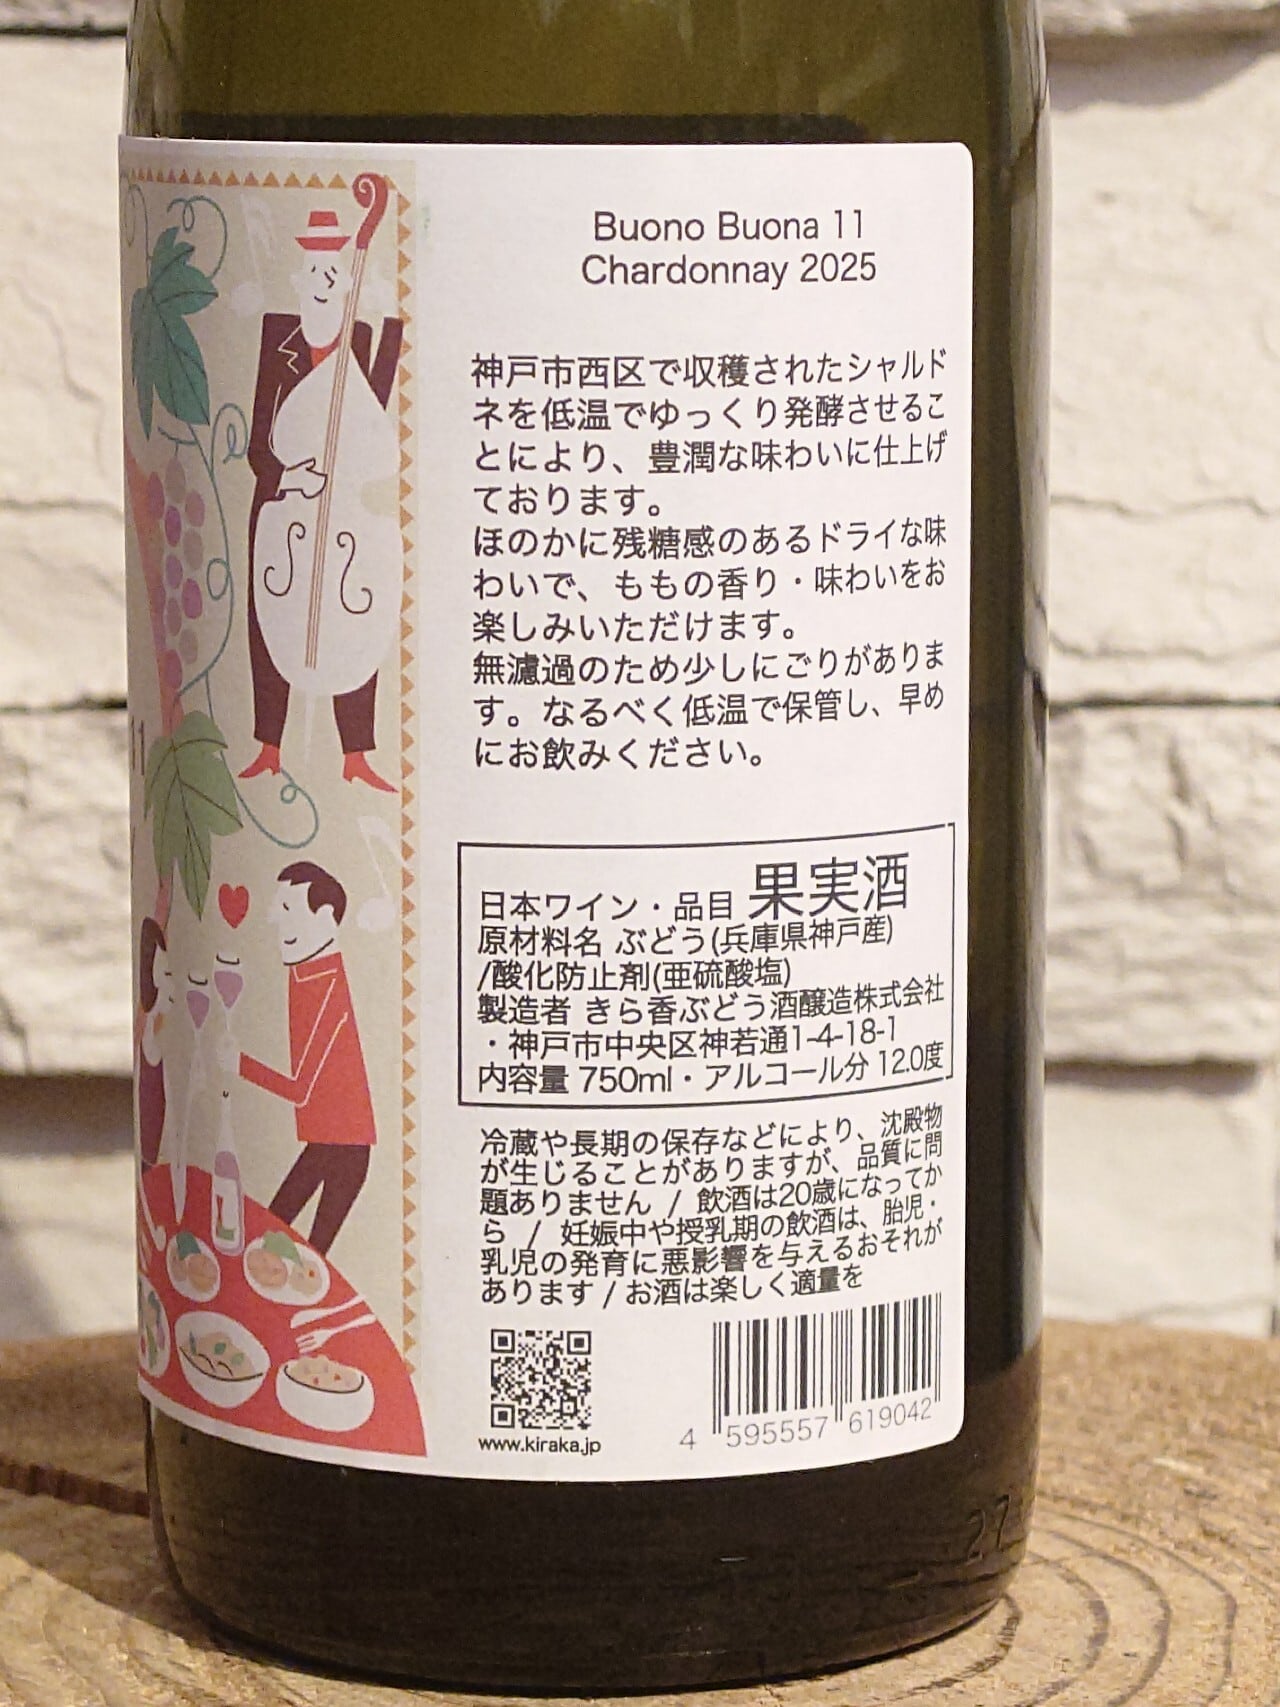 Buono Buona 11
Chardonnay 2025
神戸市西区で収穫されたシャルド
ネを低温でゆっくり発酵させるこ
とにより、豊潤な味わいに仕上げ
ております。
ほのかに残糖感のあるドライな味
わいで、ももの香り・味わいをお
楽しみいただけます。
無濾過のため少しにごりがありま
す。なるべく低温で保管し、早め
にお飲みください。
11
日本ワイン・品目 果実酒
原材料名 ぶどう(兵庫県神戸産)
/酸化防止剤(亜硫酸塩)
製造者 きら香ぶどう酒醸造株式会社
・神戸市中央区神若通1-4-18-1
内容量 750ml・アルコール分 12.0度
冷蔵や長期の保存などにより、沈殿物
が生じることがありますが、品質に問
題ありません / 飲酒は20歳になってか
ら / 妊娠中や授乳期の飲酒は、胎児・
乳児の発育に悪影響を与えるおそれが
あります / お酒は楽しく適量を
www.kiraka.jp
4 595557 619042
27